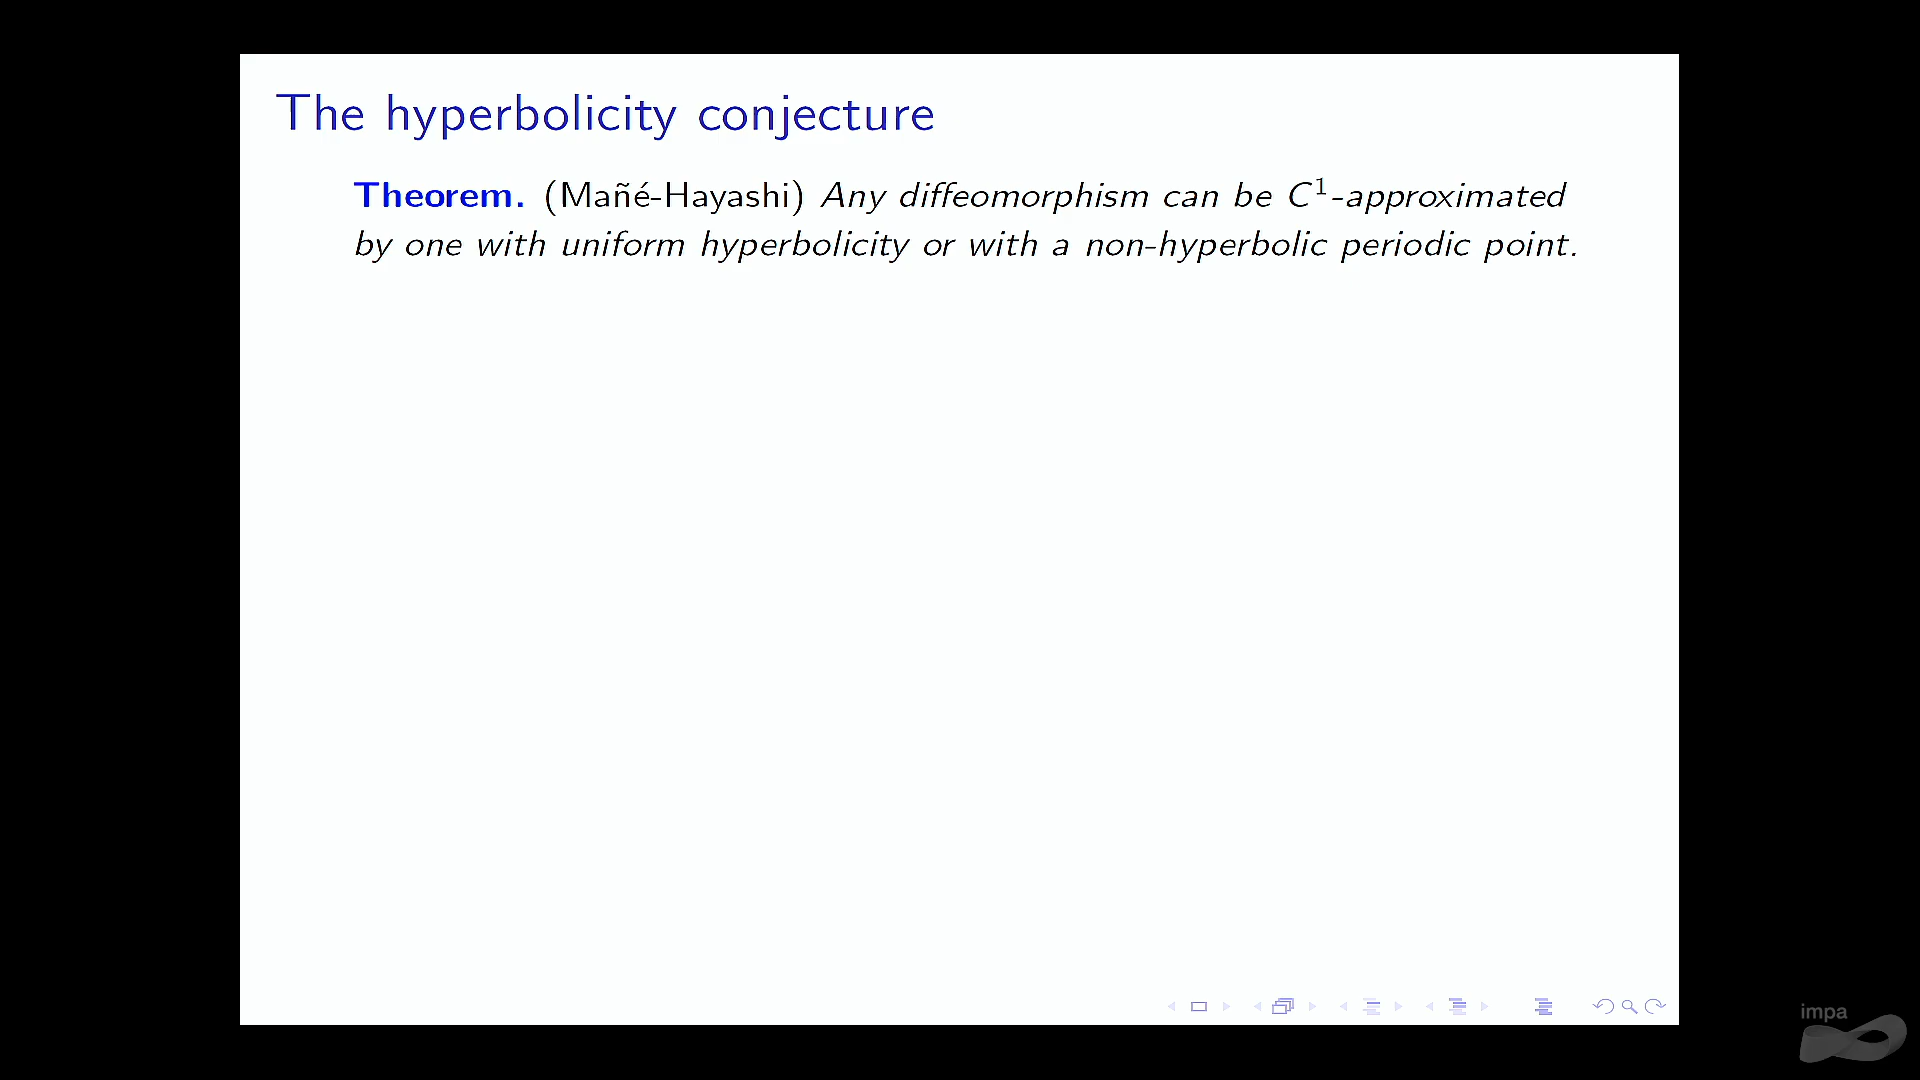 The hyperbolicity conjecture
Theorem. (Mañé-Hayashi) Any diffeomorphism can be C¹-approximated
by one with uniform hyperbolicity or with a non-hyperbolic periodic point.
impa